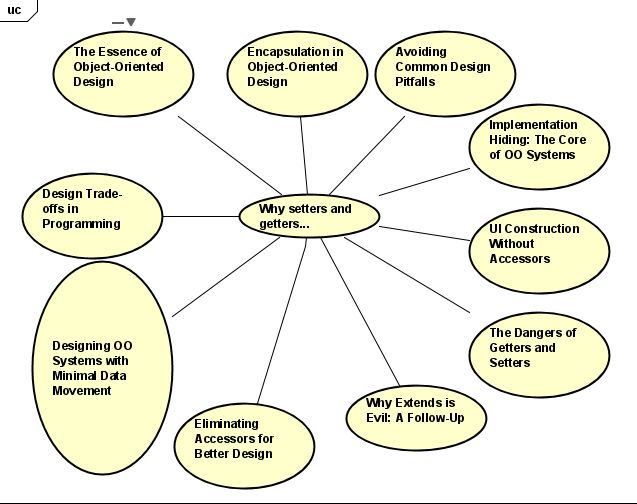 uc
The Essence of
Object-Oriented
Design
Encapsulation in
Object-Oriented
Design
Avoiding
Common Design
Pitfalls
Implementation
Hiding: The Core
of OO Systems
Design Trade-
offs in
Programming
Why setters and
getters...
UI Construction
Without
Accessors
The Dangers of
Getters and
Setters
Designing OO
Systems with
Minimal Data
Movement
Why Extends is
Evil: A Follow-Up
Eliminating
Accessors for
Better Design